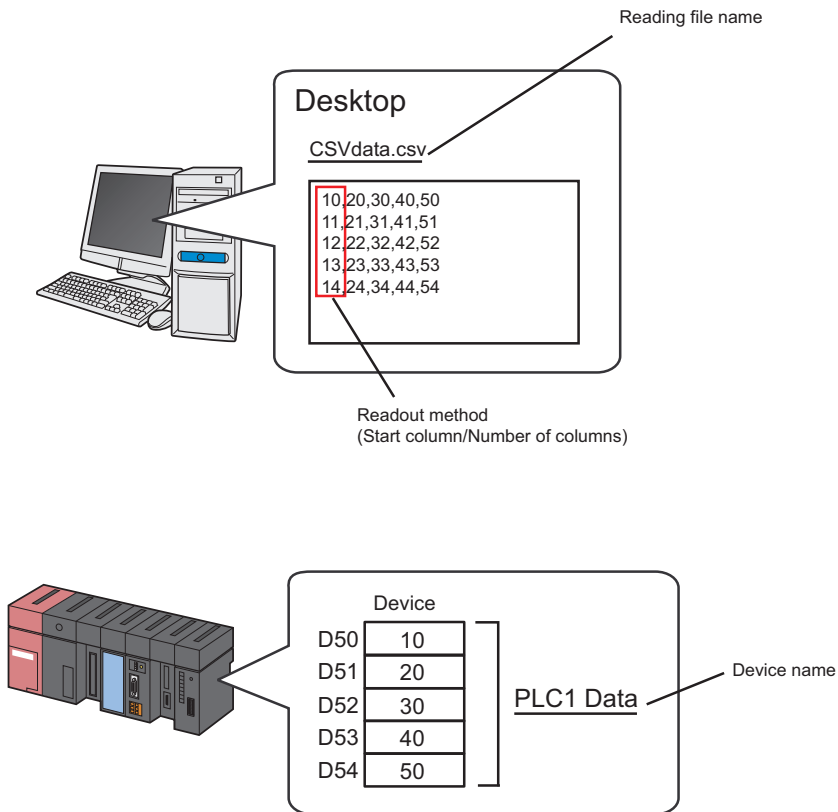 Reading file name
Desktop
CSVdata.csv
10,20,30,40,50
11,21,31,41,51
12,22,32,42,52
13,23,33,43,53
14,24,34,44,54
Readout method
(Start column/Number of columns)
Device
D50 10
D51 20
D52 30
D53 40
D54 50
PLC1 Data
Device name